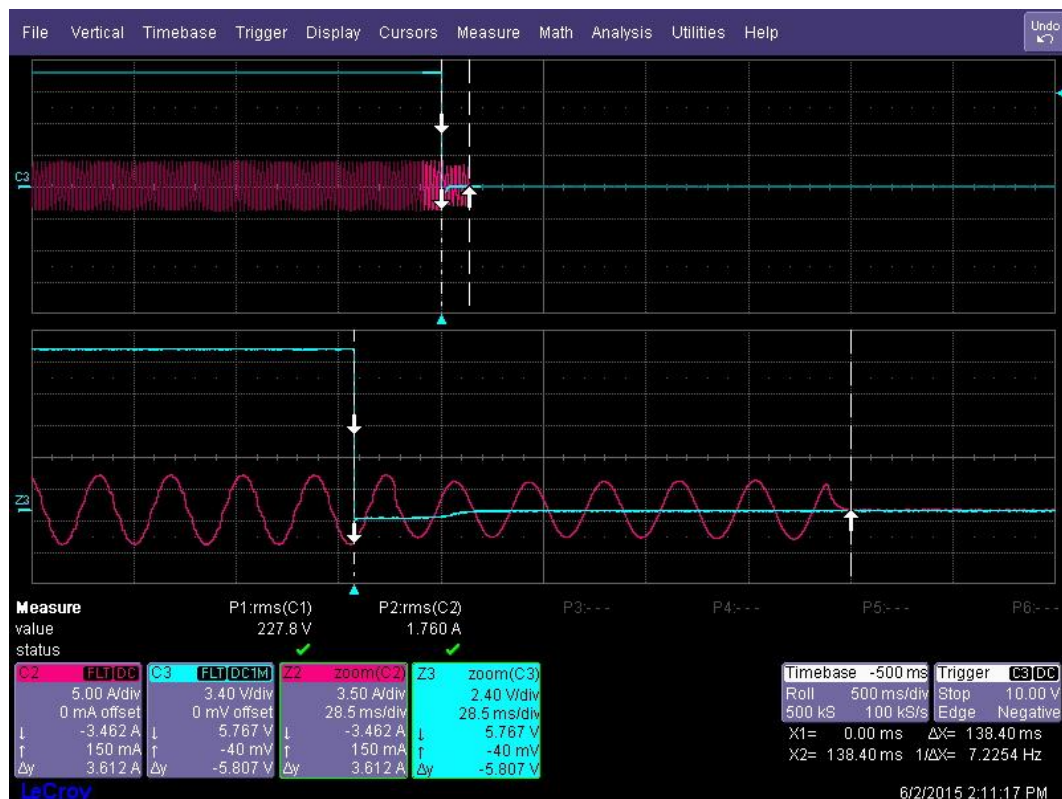 File Vertical Timebase Trigger Display Cursors Measure Math Analysis Utilities Help Undo
C3
Z3
Measure P1:rms(C1) P2:rms(C2) P3:--- P4:--- P5:--- P6:---
value 227.8 V 1.760 A
status
C2 FLT DC C3 FLT DC1M Z2 zoom(C2) Z3 zoom(C3) Timebase -500 ms Trigger C3 DC
5.00 A/div 3.40 V/div 3.50 A/div 2.40 V/div Roll 500 ms/div Stop 10.00 V
0 mA offset 0 mV offset 28.5 ms/div 28.5 ms/div 500 kS 100 kS/s Edge Negative
↓ -3.462 A ↓ 5.767 V ↓ -3.462 A ↓ 5.767 V X1= 0.00 ms ΔX= 138.40 ms
↑ 150 mA ↑ -40 mV ↑ 150 mA ↑ -40 mV X2= 138.40 ms 1/ΔX= 7.2254 Hz
Δy 3.612 A Δy -5.807 V Δy 3.612 A Δy -5.807 V
LeCroy 6/2/2015 2:11:17 PM